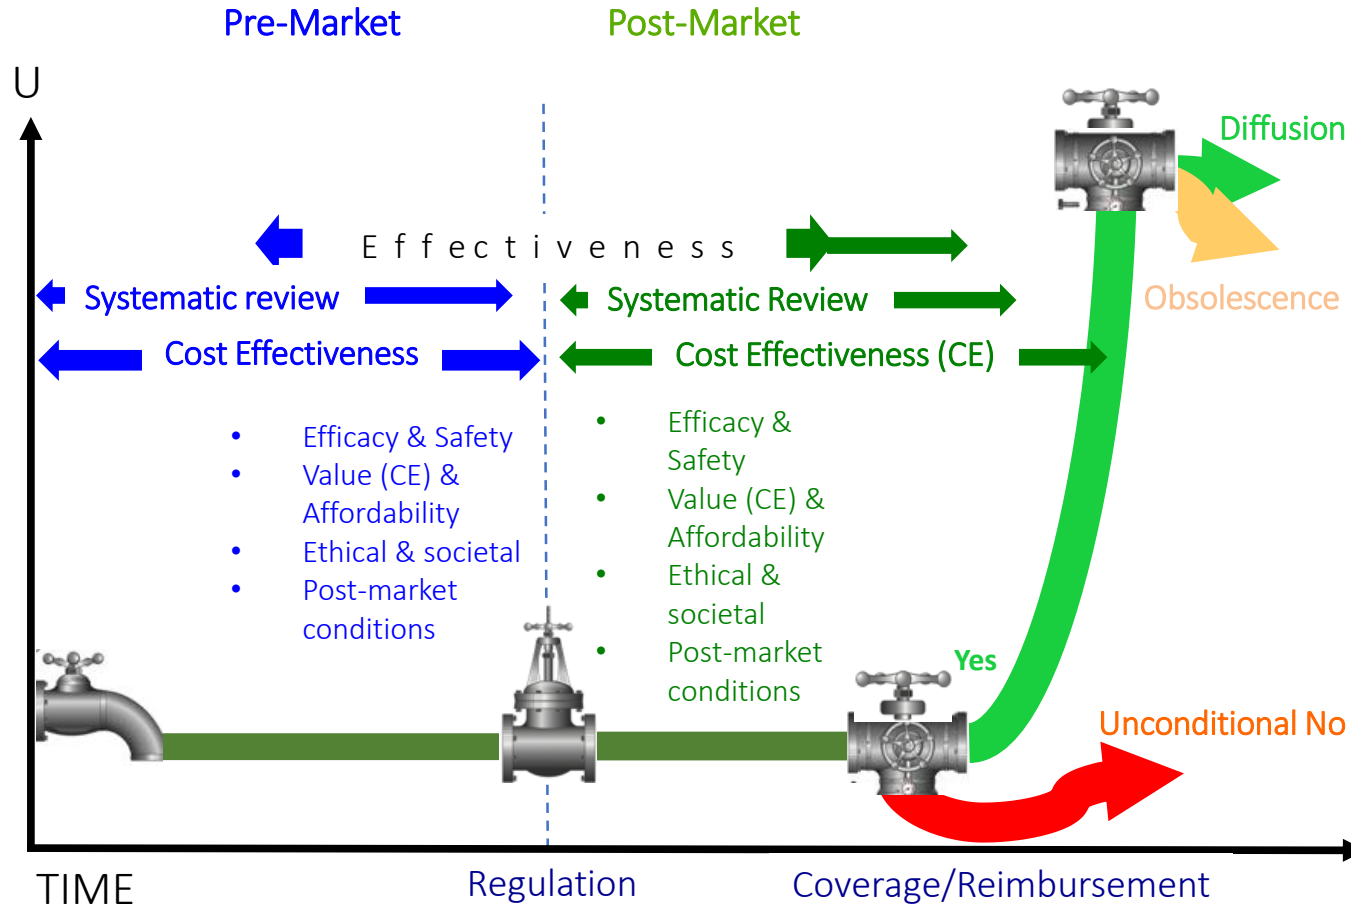 Pre-Market
Post-Market
U
Diffusion
Effectiveness
Obsolescence
Systematic review
Systematic Review
Cost Effectiveness
Cost Effectiveness (CE)
• Efficacy & Safety
• Value (CE) &
Affordability
• Ethical & societal
• Post-market
conditions
• Efficacy &
Safety
• Value (CE) &
Affordability
• Ethical &
societal
• Post-market
conditions
Yes
Unconditional No
TIME
Regulation
Coverage/Reimbursement